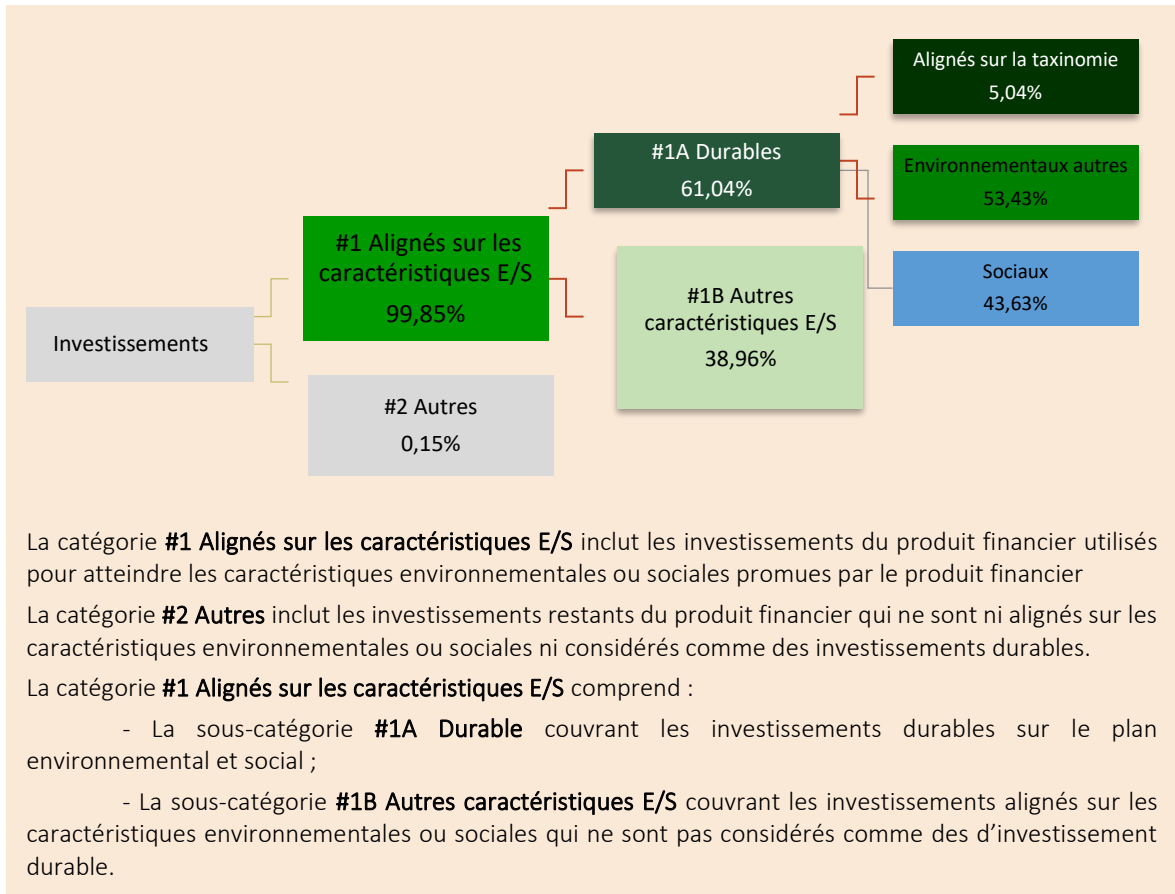 Alignés sur la taxinomie
5,04%
#1A Durables
61,04%
Environnementaux autres
53,43%
#1 Alignés sur les
caractéristiques E/S
99,85%
Sociaux
43,63%
#1B Autres
caractéristiques E/S
38,96%
Investissements
#2 Autres
0,15%
La catégorie #1 Alignés sur les caractéristiques E/S inclut les investissements du produit financier utilisés
pour atteindre les caractéristiques environnementales ou sociales promues par le produit financier
La catégorie #2 Autres inclut les investissements restants du produit financier qui ne sont ni alignés sur les
caractéristiques environnementales ou sociales ni considérés comme des investissements durables.
La catégorie #1 Alignés sur les caractéristiques E/S comprend :
- La sous-catégorie #1A Durable couvrant les investissements durables sur le plan
environnemental et social ;
- La sous-catégorie #1B Autres caractéristiques E/S couvrant les investissements alignés sur les
caractéristiques environnementales ou sociales qui ne sont pas considérés comme des d’investissement
durable.